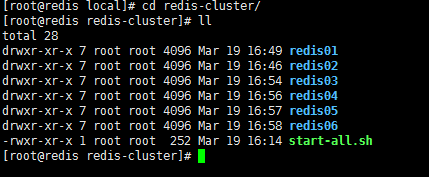 [root@redis local]# cd redis-cluster/
[root@redis redis-cluster]# ll
total 28
drwxr-xr-x 7 root root 4096 Mar 19 16:49 redis01
drwxr-xr-x 7 root root 4096 Mar 19 16:46 redis02
drwxr-xr-x 7 root root 4096 Mar 19 16:54 redis03
drwxr-xr-x 7 root root 4096 Mar 19 16:56 redis04
drwxr-xr-x 7 root root 4096 Mar 19 16:57 redis05
drwxr-xr-x 7 root root 4096 Mar 19 16:58 redis06
-rwxr-xr-x 1 root root  252 Mar 19 16:14 start-all.sh
[root@redis redis-cluster]#